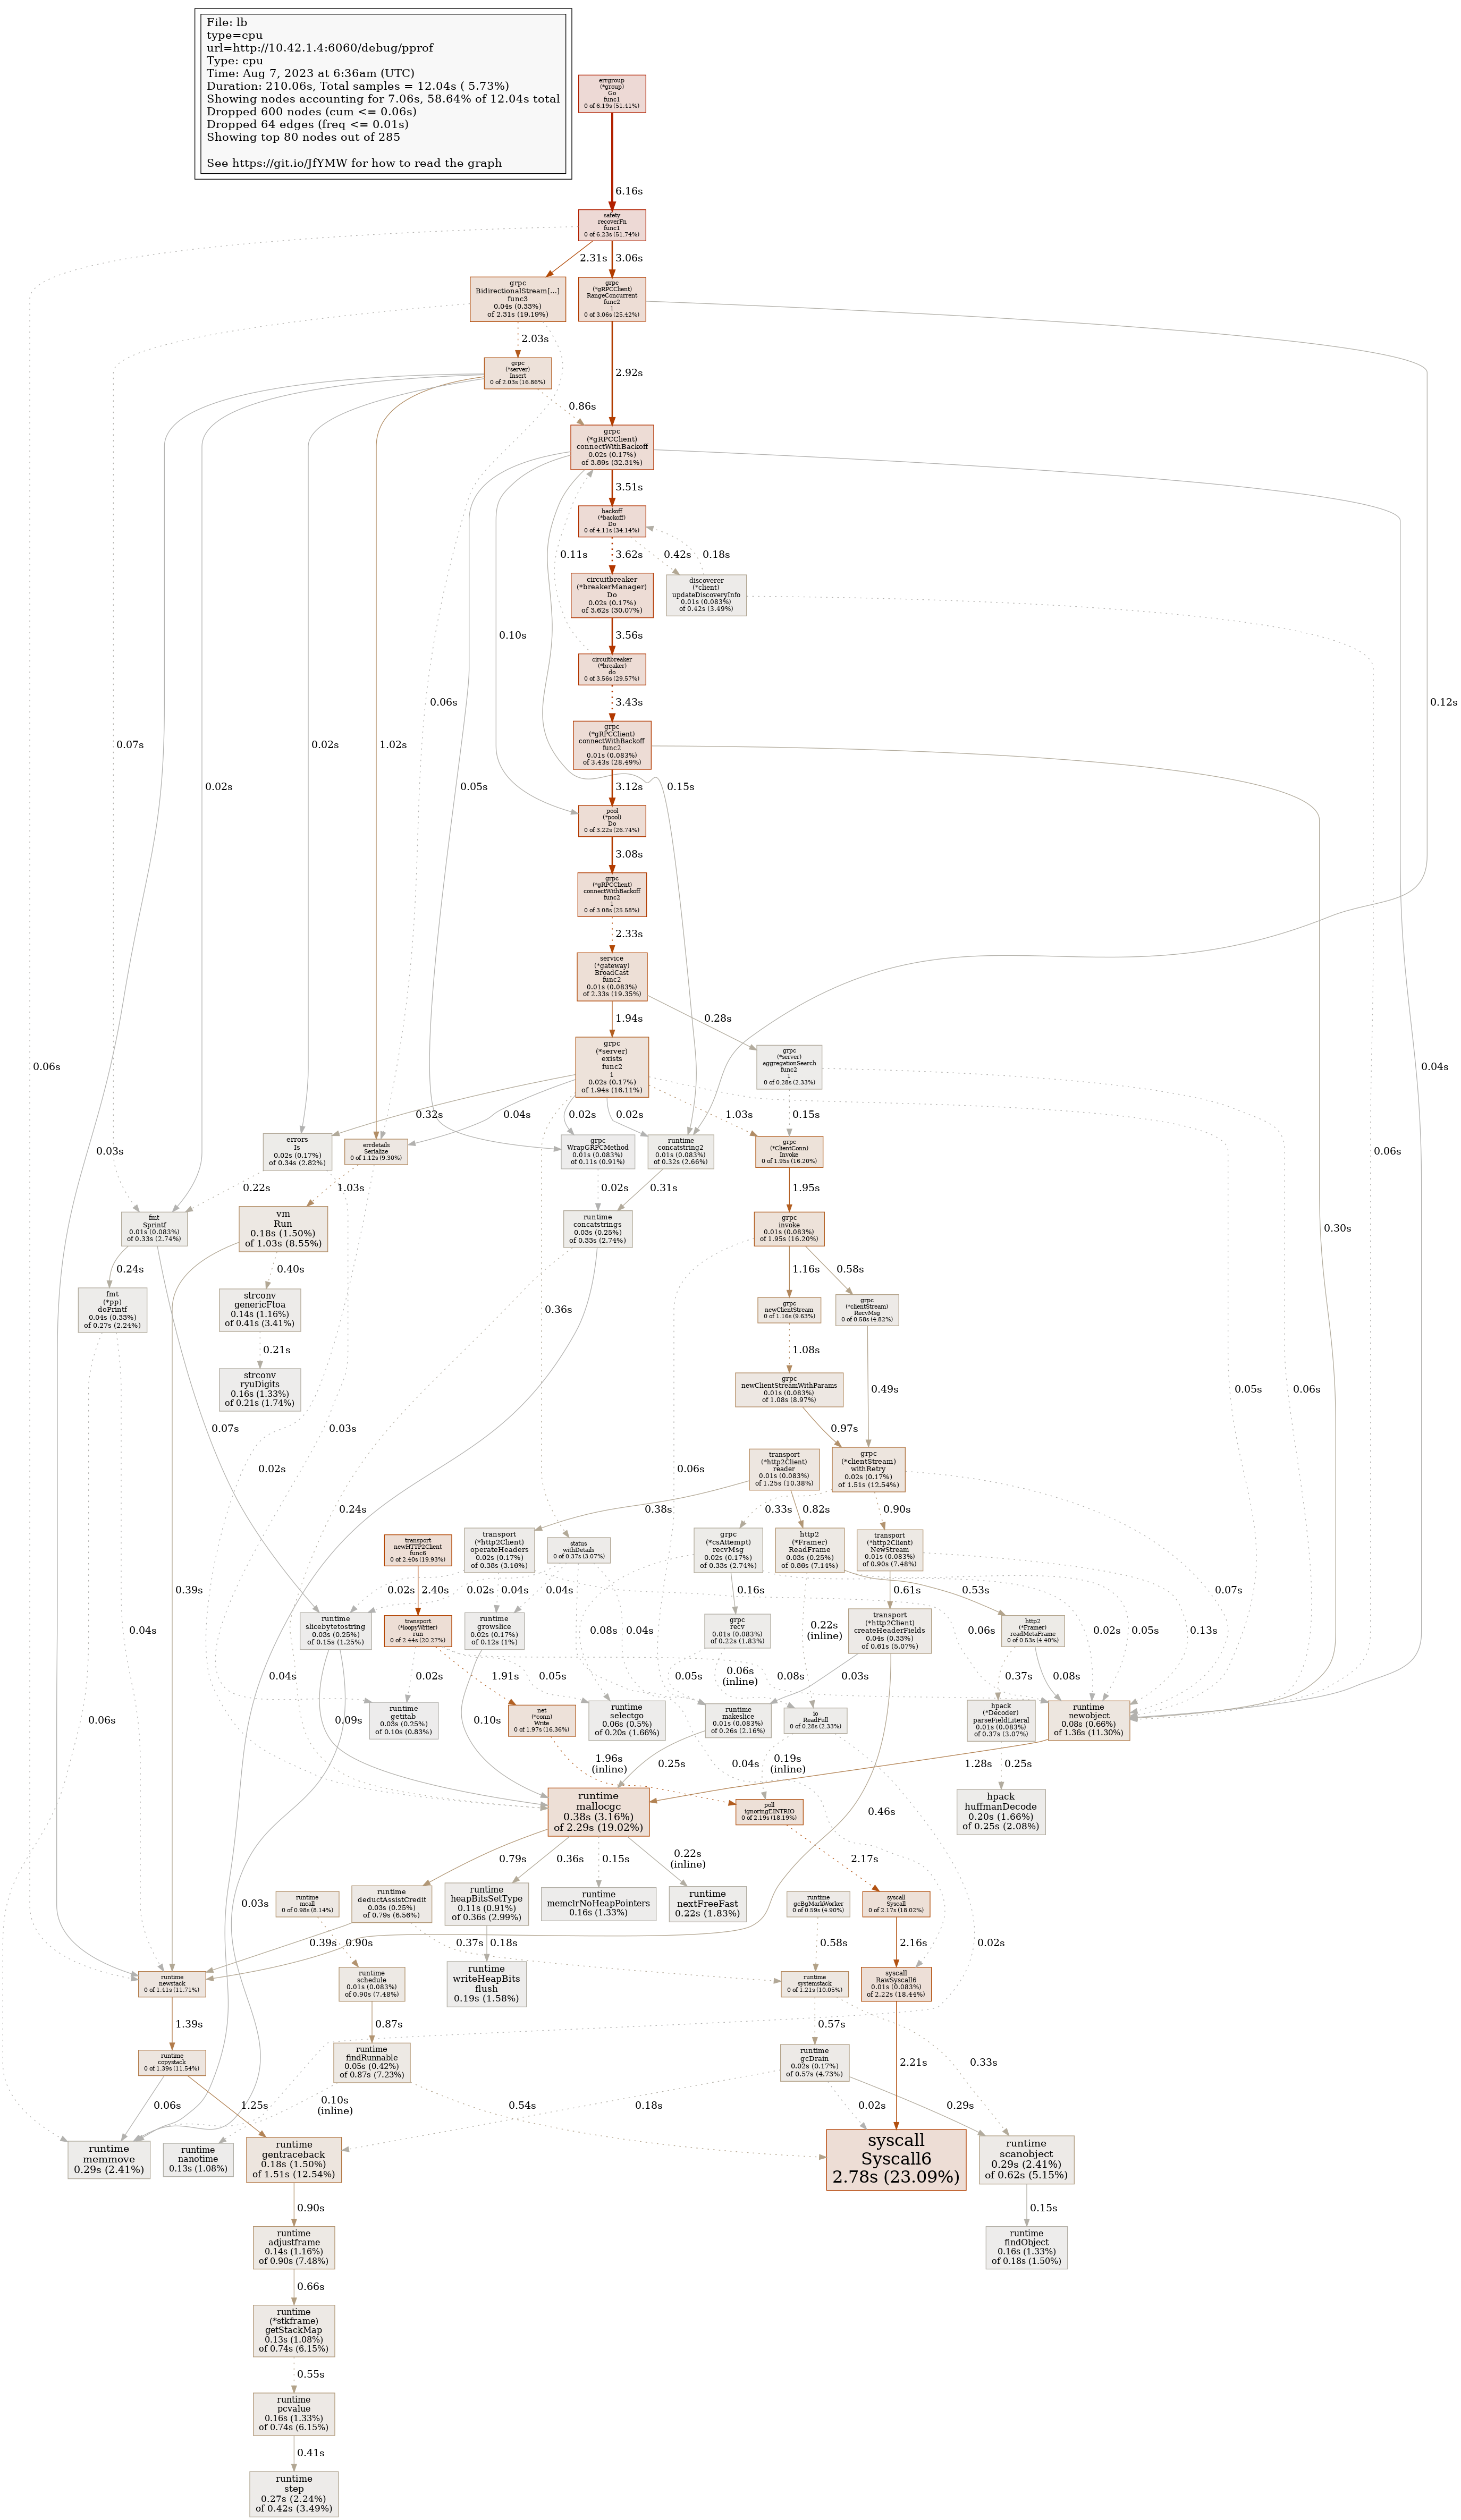 File: lb
type=cpu
url=http://10.42.1.4:6060/debug/pprof
Type: cpu
Time: Aug 7, 2023 at 6:36am (UTC)
Duration: 210.06s, Total samples = 12.04s ( 5.73%)
Showing nodes accounting for 7.06s, 58.64% of 12.04s total
Dropped 600 nodes (cum <= 0.06s)
Dropped 64 edges (freq <= 0.01s)
Showing top 80 nodes out of 285
See https://git.io/JfYMW for how to read the graph
errgroup
(*group)
Go
func1
0 of 6.19s (51.41%)
6.16s
safety
recoverFn
func1
0 of 6.23s (51.74%)
2.31s
3.06s
grpc
BidirectionalStream[...]
func3
0.04s (0.33%)
of 2.31s (19.19%)
grpc
(*gRPCClient)
RangeConcurrent
func2
1
0 of 3.06s (25.42%)
2.03s
2.92s
grpc
(*server)
Insert
0 of 2.03s (16.86%)
0.86s
grpc
(*gRPCClient)
connectWithBackoff
0.02s (0.17%)
of 3.89s (32.31%)
3.51s
backoff
(*backoff)
Do
0 of 4.11s (34.14%)
0.11s
3.62s
0.42s
0.18s
circuitbreaker
(*breakerManager)
Do
0.02s (0.17%)
of 3.62s (30.07%)
discoverer
(*client)
updateDiscoveryInfo
0.01s (0.083%)
of 0.42s (3.49%)
0.10s
3.56s
circuitbreaker
(*breaker)
do
0 of 3.56s (29.57%)
0.06s
3.43s
0.12s
grpc
(*gRPCClient)
connectWithBackoff
func2
0.01s (0.083%)
of 3.43s (28.49%)
0.07s
0.02s
0.02s
1.02s
0.05s
3.12s
0.15s
pool
(*pool)
Do
0 of 3.22s (26.74%)
3.08s
grpc
(*gRPCClient)
connectWithBackoff
func2
1
0 of 3.08s (25.58%)
2.33s
service
(*gateway)
BroadCast
func2
0.01s (0.083%)
of 2.33s (19.35%)
1.94s
0.28s
grpc
(*server)
exists
func2
1
0.02s (0.17%)
of 1.94s (16.11%)
grpc
(*server)
aggregationSearch
func2
1
0 of 0.28s (2.33%)
0.06s
0.04s
0.32s
0.04s
0.02s
0.02s
1.03s
0.15s
0.03s
0.06s
errors
Is
0.02s (0.17%)
of 0.34s (2.82%)
errdetails
Serialize
0 of 1.12s (9.30%)
grpc
WrapGRPCMethod
0.01s (0.083%)
of 0.11s (0.91%)
runtime
concatstring2
0.01s (0.083%)
of 0.32s (2.66%)
grpc
(*ClientConn)
Invoke
0 of 1.95s (16.20%)
0.22s
1.03s
0.02s
0.31s
1.95s
fmt
Sprintf
0.01s (0.083%)
of 0.33s (2.74%)
vm
Run
0.18s (1.50%)
of 1.03s (8.55%)
runtime
concatstrings
0.03s (0.25%)
of 0.33s (2.74%)
grpc
invoke
0.01s (0.083%)
of 1.95s (16.20%)
0.30s
0.24s
0.40s
1.16s
0.58s
fmt
(*pp)
doPrintf
0.04s (0.33%)
of 0.27s (2.24%)
strconv
genericFtoa
0.14s (1.16%)
of 0.41s (3.41%)
0.36s
grpc
newClientStream
0 of 1.16s (9.63%)
grpc
(*clientStream)
RecvMsg
0 of 0.58s (4.82%)
0.21s
1.08s
strconv
ryuDigits
0.16s (1.33%)
of 0.21s (1.74%)
grpc
newClientStreamWithParams
0.01s (0.083%)
of 1.08s (8.97%)
0.49s
0.05s
0.06s
0.07s
0.03s
0.97s
0.02s
0.06s
transport
(*http2Client)
reader
0.01s (0.083%)
of 1.25s (10.38%)
grpc
(*clientStream)
withRetry
0.02s (0.17%)
of 1.51s (12.54%)
0.24s
0.38s
0.33s
0.82s
0.90s
transport
newHTTP2Client
func6
0 of 2.40s (19.93%)
transport
(*http2Client)
operateHeaders
0.02s (0.17%)
of 0.38s (3.16%)
status
withDetails
0 of 0.37s (3.07%)
grpc
(*csAttempt)
recvMsg
0.02s (0.17%)
of 0.33s (2.74%)
http2
(*Framer)
ReadFrame
0.03s (0.25%)
of 0.86s (7.14%)
transport
(*http2Client)
NewStream
0.01s (0.083%)
of 0.90s (7.48%)
0.39s
2.40s
0.02s
0.02s
0.04s
0.04s
0.16s
0.61s
0.53s
0.07s
runtime
slicebytetostring
0.03s (0.25%)
of 0.15s (1.25%)
transport
(*loopyWriter)
run
0 of 2.44s (20.27%)
runtime
growslice
0.02s (0.17%)
of 0.12s (1%)
grpc
recv
0.01s (0.083%)
of 0.22s (1.83%)
0.22s
(inline)
transport
(*http2Client)
createHeaderFields
0.04s (0.33%)
of 0.61s (5.07%)
http2
(*Framer)
readMetaFrame
0 of 0.53s (4.40%)
0.04s
0.08s
0.04s
0.06s
0.02s
0.05s
0.13s
0.04s
0.02s
1.91s
0.05s
0.05s
0.06s
(inline)
0.08s
0.03s
0.37s
0.08s
0.06s
0.09s
0.10s
runtime
getitab
0.03s (0.25%)
of 0.10s (0.83%)
net
(*conn)
Write
0 of 1.97s (16.36%)
runtime
selectgo
0.06s (0.5%)
of 0.20s (1.66%)
runtime
makeslice
0.01s (0.083%)
of 0.26s (2.16%)
io
ReadFull
0 of 0.28s (2.33%)
hpack
(*Decoder)
parseFieldLiteral
0.01s (0.083%)
of 0.37s (3.07%)
runtime
newobject
0.08s (0.66%)
of 1.36s (11.30%)
1.96s
(inline)
0.25s
0.04s
0.19s
(inline)
1.28s
0.25s
runtime
mallocgc
0.38s (3.16%)
of 2.29s (19.02%)
poll
ignoringEINTRIO
0 of 2.19s (18.19%)
0.46s
hpack
huffmanDecode
0.20s (1.66%)
of 0.25s (2.08%)
0.03s
0.79s
0.36s
0.15s
0.22s
(inline)
2.17s
runtime
mcall
0 of 0.98s (8.14%)
runtime
deductAssistCredit
0.03s (0.25%)
of 0.79s (6.56%)
runtime
heapBitsSetType
0.11s (0.91%)
of 0.36s (2.99%)
runtime
memclrNoHeapPointers
0.16s (1.33%)
runtime
nextFreeFast
0.22s (1.83%)
runtime
gcBgMarkWorker
0 of 0.59s (4.90%)
syscall
Syscall
0 of 2.17s (18.02%)
0.39s
0.90s
0.37s
0.18s
0.58s
2.16s
0.02s
runtime
newstack
0 of 1.41s (11.71%)
runtime
schedule
0.01s (0.083%)
of 0.90s (7.48%)
runtime
writeHeapBits
flush
0.19s (1.58%)
runtime
systemstack
0 of 1.21s (10.05%)
syscall
RawSyscall6
0.01s (0.083%)
of 2.22s (18.44%)
1.39s
0.87s
0.57s
runtime
copystack
0 of 1.39s (11.54%)
runtime
findRunnable
0.05s (0.42%)
of 0.87s (7.23%)
runtime
gcDrain
0.02s (0.17%)
of 0.57s (4.73%)
2.21s
0.33s
0.06s
1.25s
0.10s
(inline)
0.54s
0.18s
0.02s
0.29s
runtime
memmove
0.29s (2.41%)
runtime
nanotime
0.13s (1.08%)
runtime
gentraceback
0.18s (1.50%)
of 1.51s (12.54%)
syscall
Syscall6
2.78s (23.09%)
runtime
scanobject
0.29s (2.41%)
of 0.62s (5.15%)
0.90s
0.15s
runtime
adjustframe
0.14s (1.16%)
of 0.90s (7.48%)
runtime
findObject
0.16s (1.33%)
of 0.18s (1.50%)
0.66s
runtime
(*stkframe)
getStackMap
0.13s (1.08%)
of 0.74s (6.15%)
0.55s
runtime
pcvalue
0.16s (1.33%)
of 0.74s (6.15%)
0.41s
runtime
step
0.27s (2.24%)
of 0.42s (3.49%)